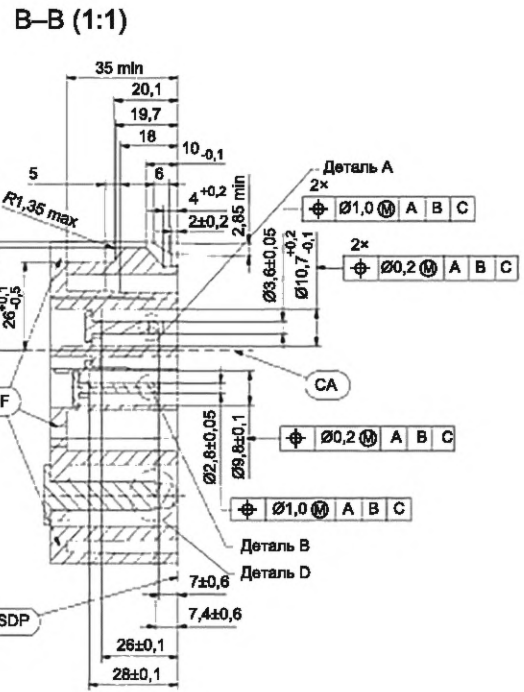 B–B (1:1)
35 min
20,1
19,7
18
10 -0,1
5
6
4 +0,2
2±0,2
R1,35 max
2,85 min
Деталь A
2×
⌖ Ø1,0 Ⓜ A B C
Ø3,6±0,05
Ø10,7 +0,2 -0,1
2×
⌖ Ø0,2 Ⓜ A B C
26 +0,1 -0,5
CA
F
Ø2,8±0,05
Ø9,8±0,1
⌖ Ø0,2 Ⓜ A B C
⌖ Ø1,0 Ⓜ A B C
Деталь B
Деталь D
7±0,6
SDP
7,4±0,6
26±0,1
28±0,1